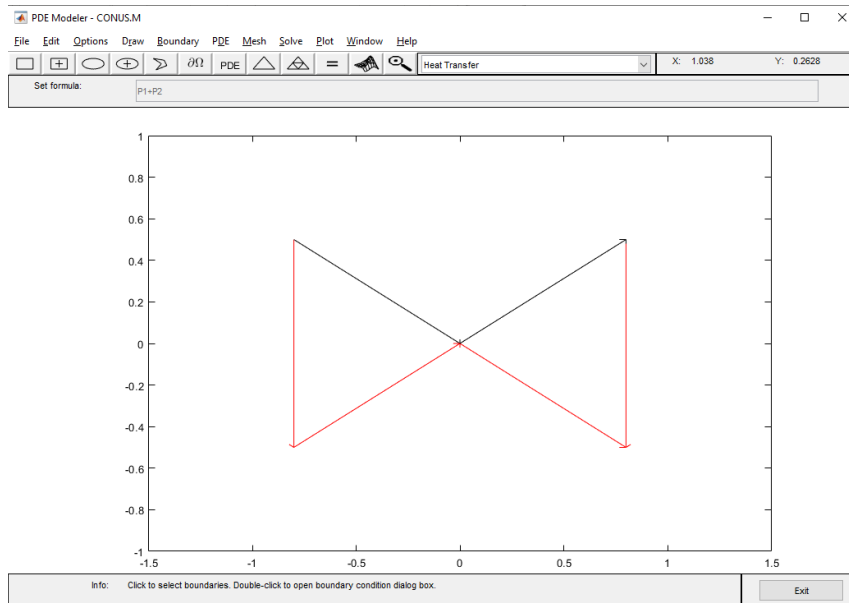 PDE Modeler - CONUS.M
File Edit Options Draw Boundary PDE Mesh Solve Plot Window Help
∂Ω PDE = Heat Transfer X: 1.038 Y: 0.2628
Set formula: P1+P2
1
0.8
0.6
0.4
0.2
0
-0.2
-0.4
-0.6
-0.8
-1
-1.5 -1 -0.5 0 0.5 1 1.5
Info: Click to select boundaries. Double-click to open boundary condition dialog box. Exit